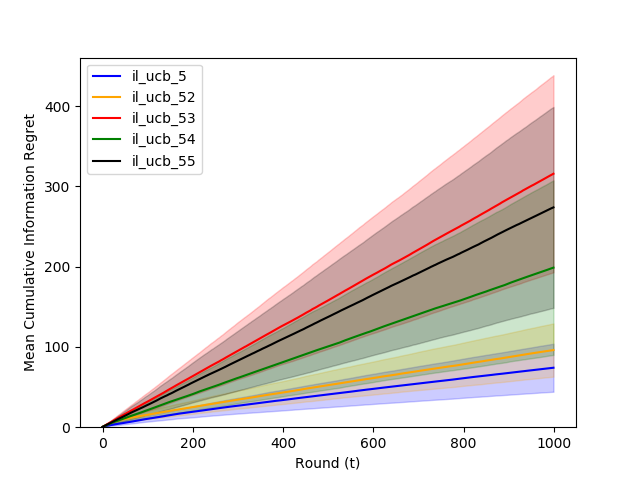 il_ucb_5
il_ucb_52
il_ucb_53
il_ucb_54
il_ucb_55
Mean Cumulative Information Regret
400
300
200
100
0
0 200 400 600 800 1000
Round (t)